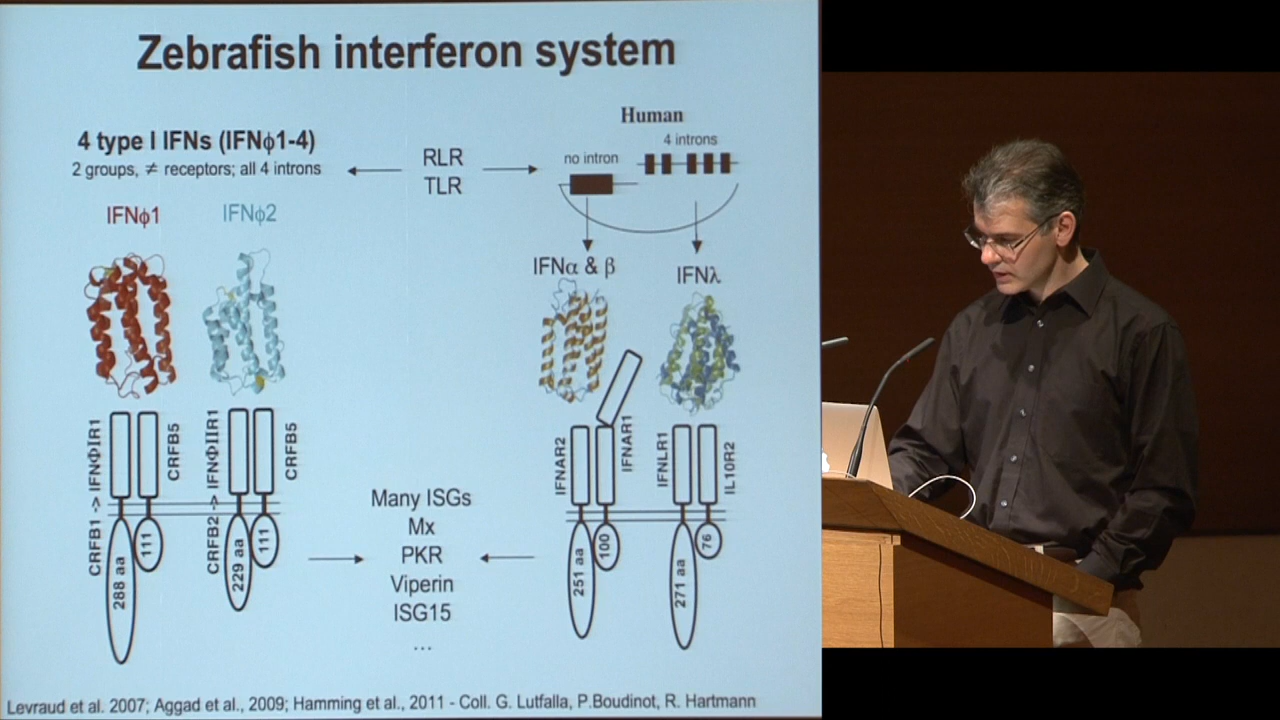 Zebrafish interferon system
4 type I IFNs (IFNϕ1-4)
2 groups, ≠ receptors; all 4 introns
RLR
TLR
Human
4 introns
no intron
IFNϕ1
IFNϕ2
IFNα & β
IFNλ
CRFB1 -> IFNΦIR1
CRFB5
CRFB2 -> IFNΦIIR1
CRFB5
IFNAR2
IFNAR1
IFNLR1
IL10R2
288 aa
111
229 aa
111
251 aa
100
271 aa
76
Many ISGs
Mx
PKR
Viperin
ISG15
...
Levraud et al. 2007; Aggad et al., 2009; Hamming et al., 2011 - Coll. G. Lutfalla, P.Boudinot, R. Hartmann